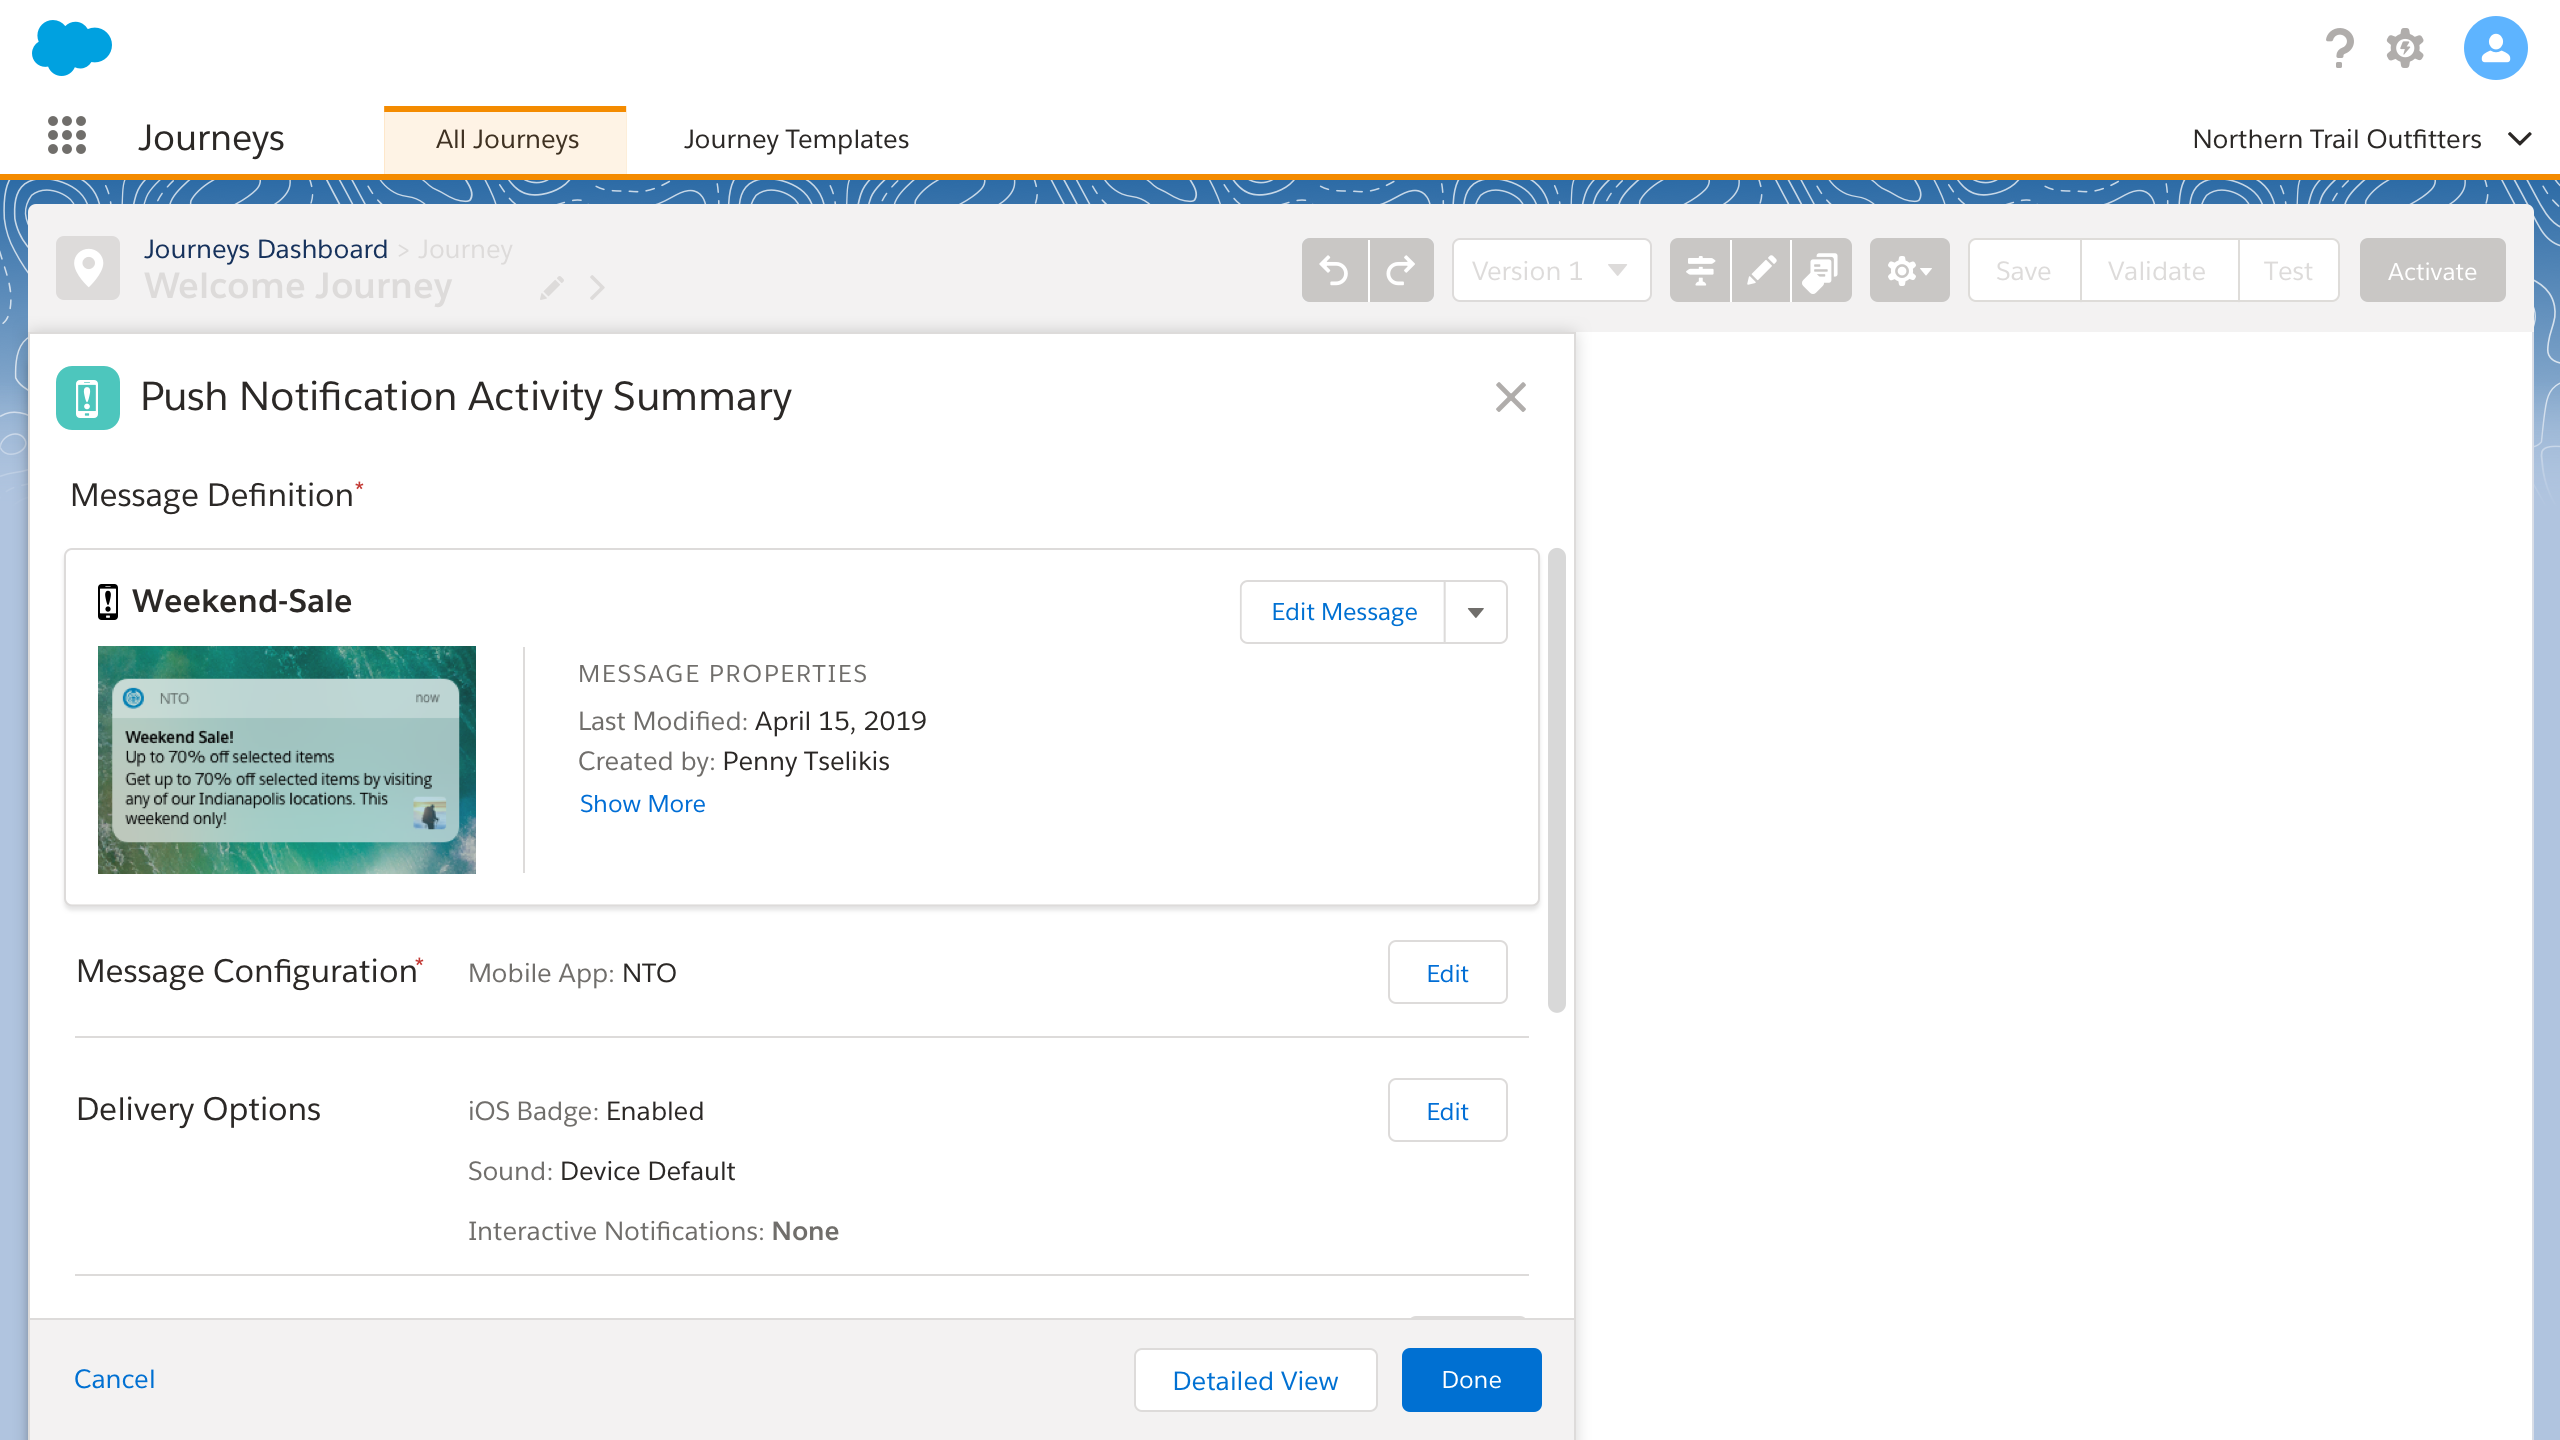 Journeys
All Journeys
Journey Templates
Northern Trail Outfitters
Journeys Dashboard > Journey
Welcome Journey
Version 1
Save
Validate
Test
Activate
Push Notification Activity Summary
Message Definition*
Weekend-Sale
Edit Message
NTO
now
Weekend Sale!
Up to 70% off selected items
Get up to 70% off selected items by visiting
any of our Indianapolis locations. This
weekend only!
MESSAGE PROPERTIES
Last Modified: April 15, 2019
Created by: Penny Tselikis
Show More
Message Configuration*
Mobile App: NTO
Edit
Delivery Options
iOS Badge: Enabled
Edit
Sound: Device Default
Interactive Notifications: None
Cancel
Detailed View
Done